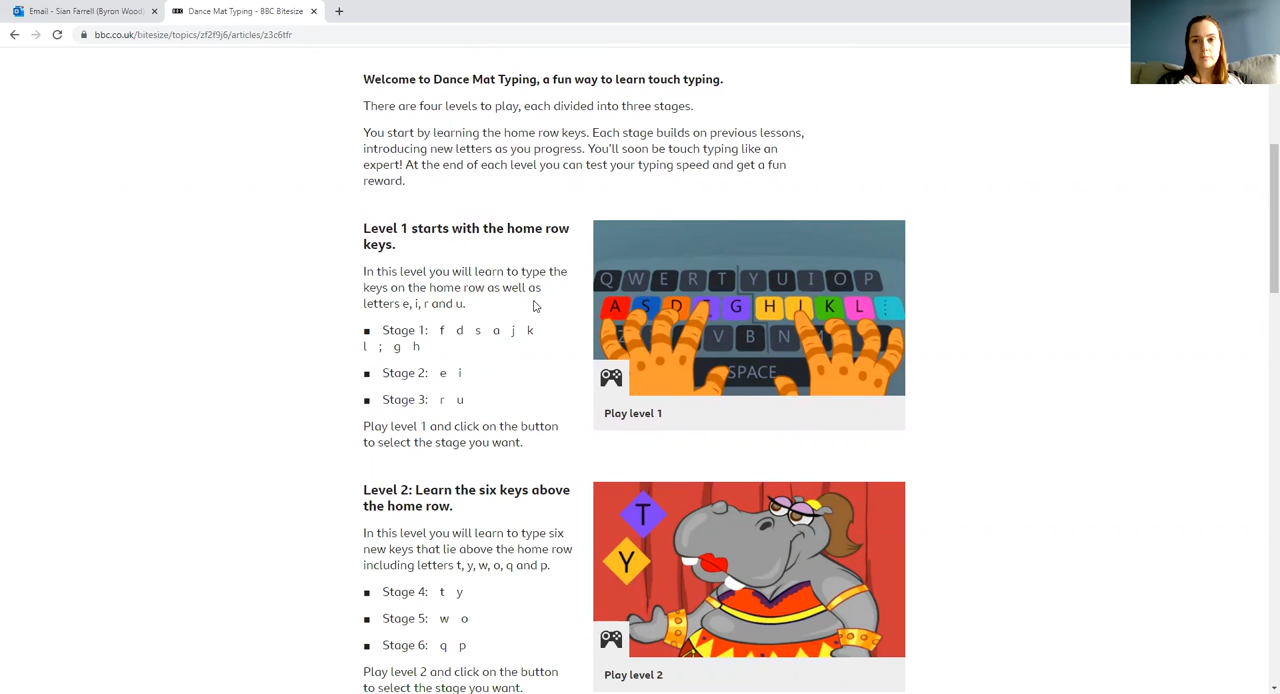 Email - Sian Farrell (Byron Wood)
Dance Mat Typing - BBC Bitesize
bbc.co.uk/bitesize/topics/zf2f9j6/articles/z3c6tfr
Welcome to Dance Mat Typing, a fun way to learn touch typing.
There are four levels to play, each divided into three stages.
You start by learning the home row keys. Each stage builds on previous lessons,
introducing new letters as you progress. You'll soon be touch typing like an
expert! At the end of each level you can test your typing speed and get a fun
reward.
Level 1 starts with the home row
keys.
In this level you will learn to type the
keys on the home row as well as
letters e, i, r and u.
Stage 1: f d s a j k
l ; g h
Stage 2: e i
Stage 3: r u
Play level 1 and click on the button
to select the stage you want.
Q W E R T Y U I O P
A S D G H J K L ;
V B N
SPACE
Play level 1
Level 2: Learn the six keys above
the home row.
In this level you will learn to type six
new keys that lie above the home row
including letters t, y, w, o, q and p.
Stage 4: t y
Stage 5: w o
Stage 6: q p
Play level 2 and click on the button
to select the stage you want.
T
Y
Play level 2